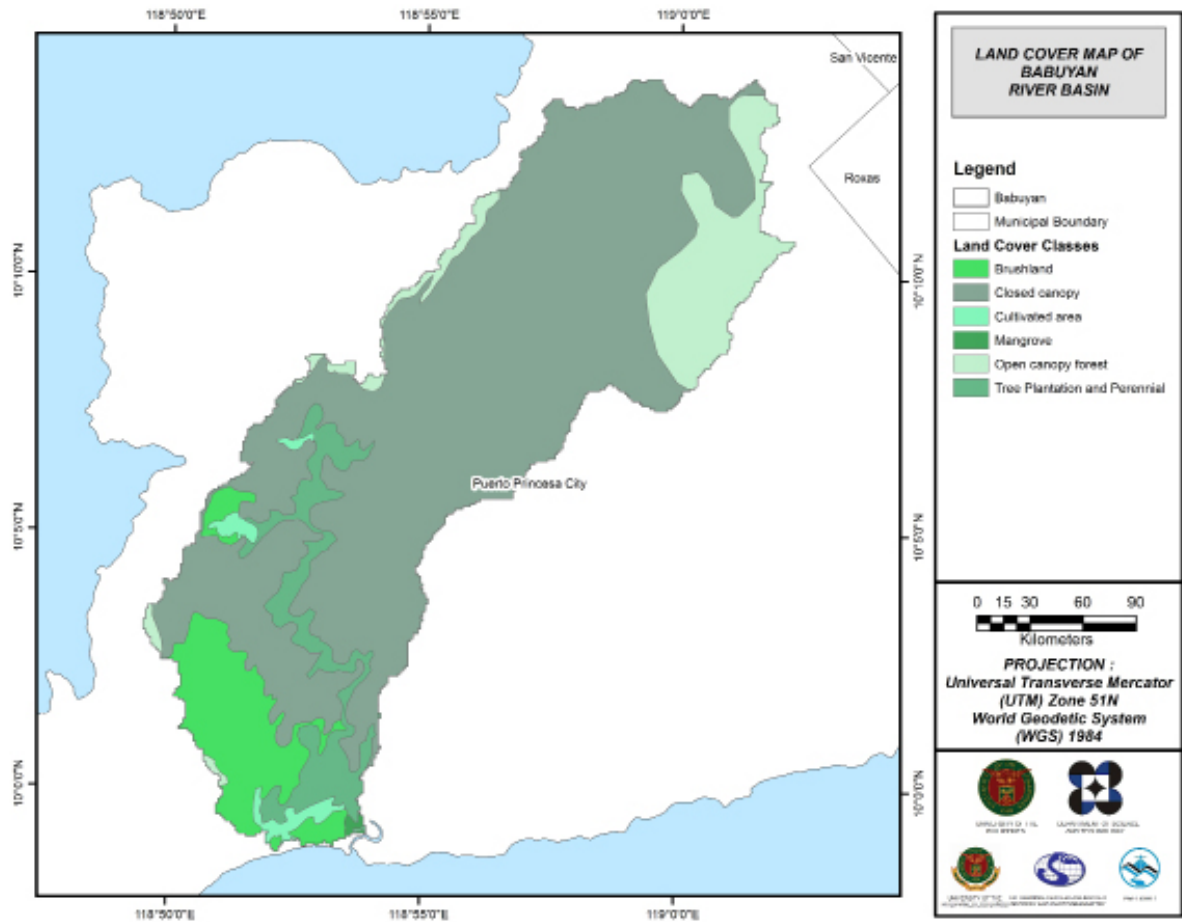 118°50'0"E
118°55'0"E
119°0'0"E
San Vicente
Roxas
10°10'0"N
10°10'0"N
Puerto Princesa City
10°5'0"N
10°5'0"N
10°0'0"N
10°0'0"N
118°50'0"E
118°55'0"E
119°0'0"E
LAND COVER MAP OF
BABUYAN
RIVER BASIN
Legend
Babuyan
Municipal Boundary
Land Cover Classes
Brushland
Closed canopy
Cultivated area
Mangrove
Open canopy forest
Tree Plantation and Perennial
0 15 30 60 90
Kilometers
PROJECTION :
Universal Transverse Mercator
(UTM) Zone 51N
World Geodetic System
(WGS) 1984
UNIVERSITY OF THE